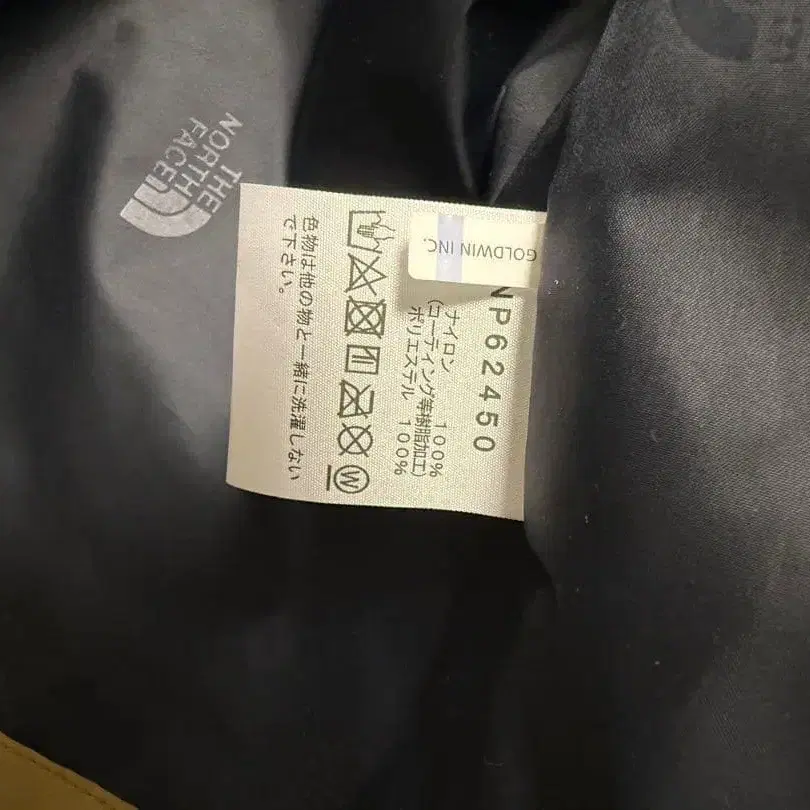 THE
NORTH
FACE
GOLDWIN INC.
NP62450
ナイロン 100%
(コーティング等樹脂加工)
ポリエステル 100%
W
色物は他の物と一緒に洗濯しない
で下さい。